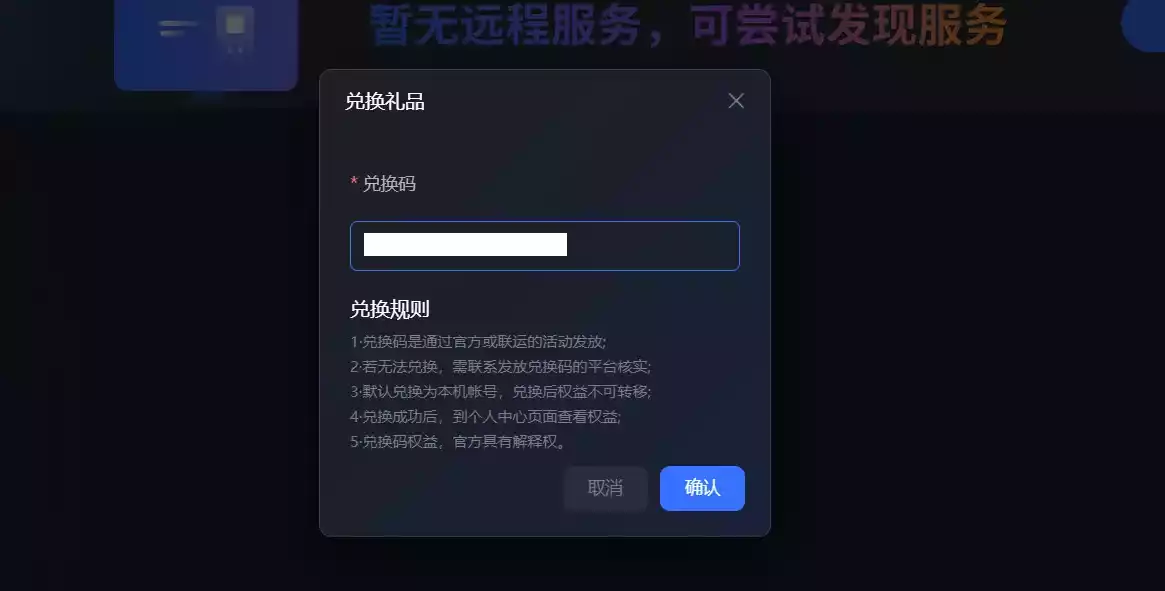 暂无远程服务，可尝试发现服务
兑换礼品
* 兑换码
兑换规则
1·兑换码是通过官方或联运的活动发放;
2·若无法兑换，需联系发放兑换码的平台核实;
3·默认兑换为本机帐号，兑换后权益不可转移;
4·兑换成功后，到个人中心页面查看权益;
5·兑换码权益，官方具有解释权。
取消 确认